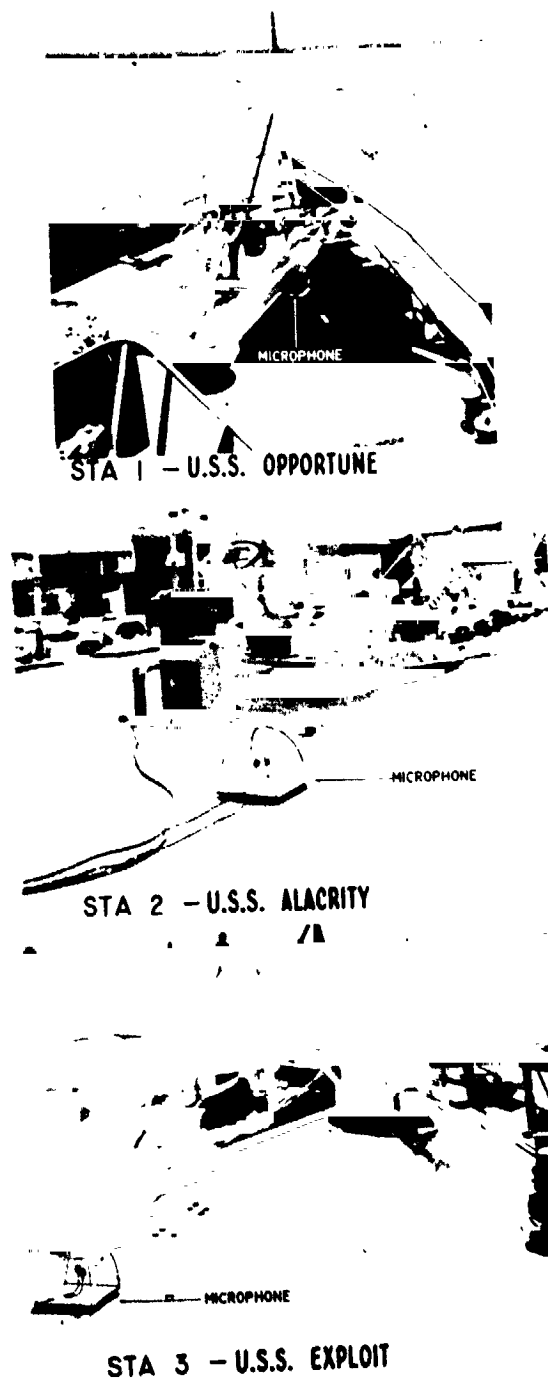 MICROPHONE
STA 1 - U.S.S. OPPORTUNE
MICROPHONE
STA 2 - U.S.S. ALACRITY
MICROPHONE
STA 3 - U.S.S. EXPLOIT